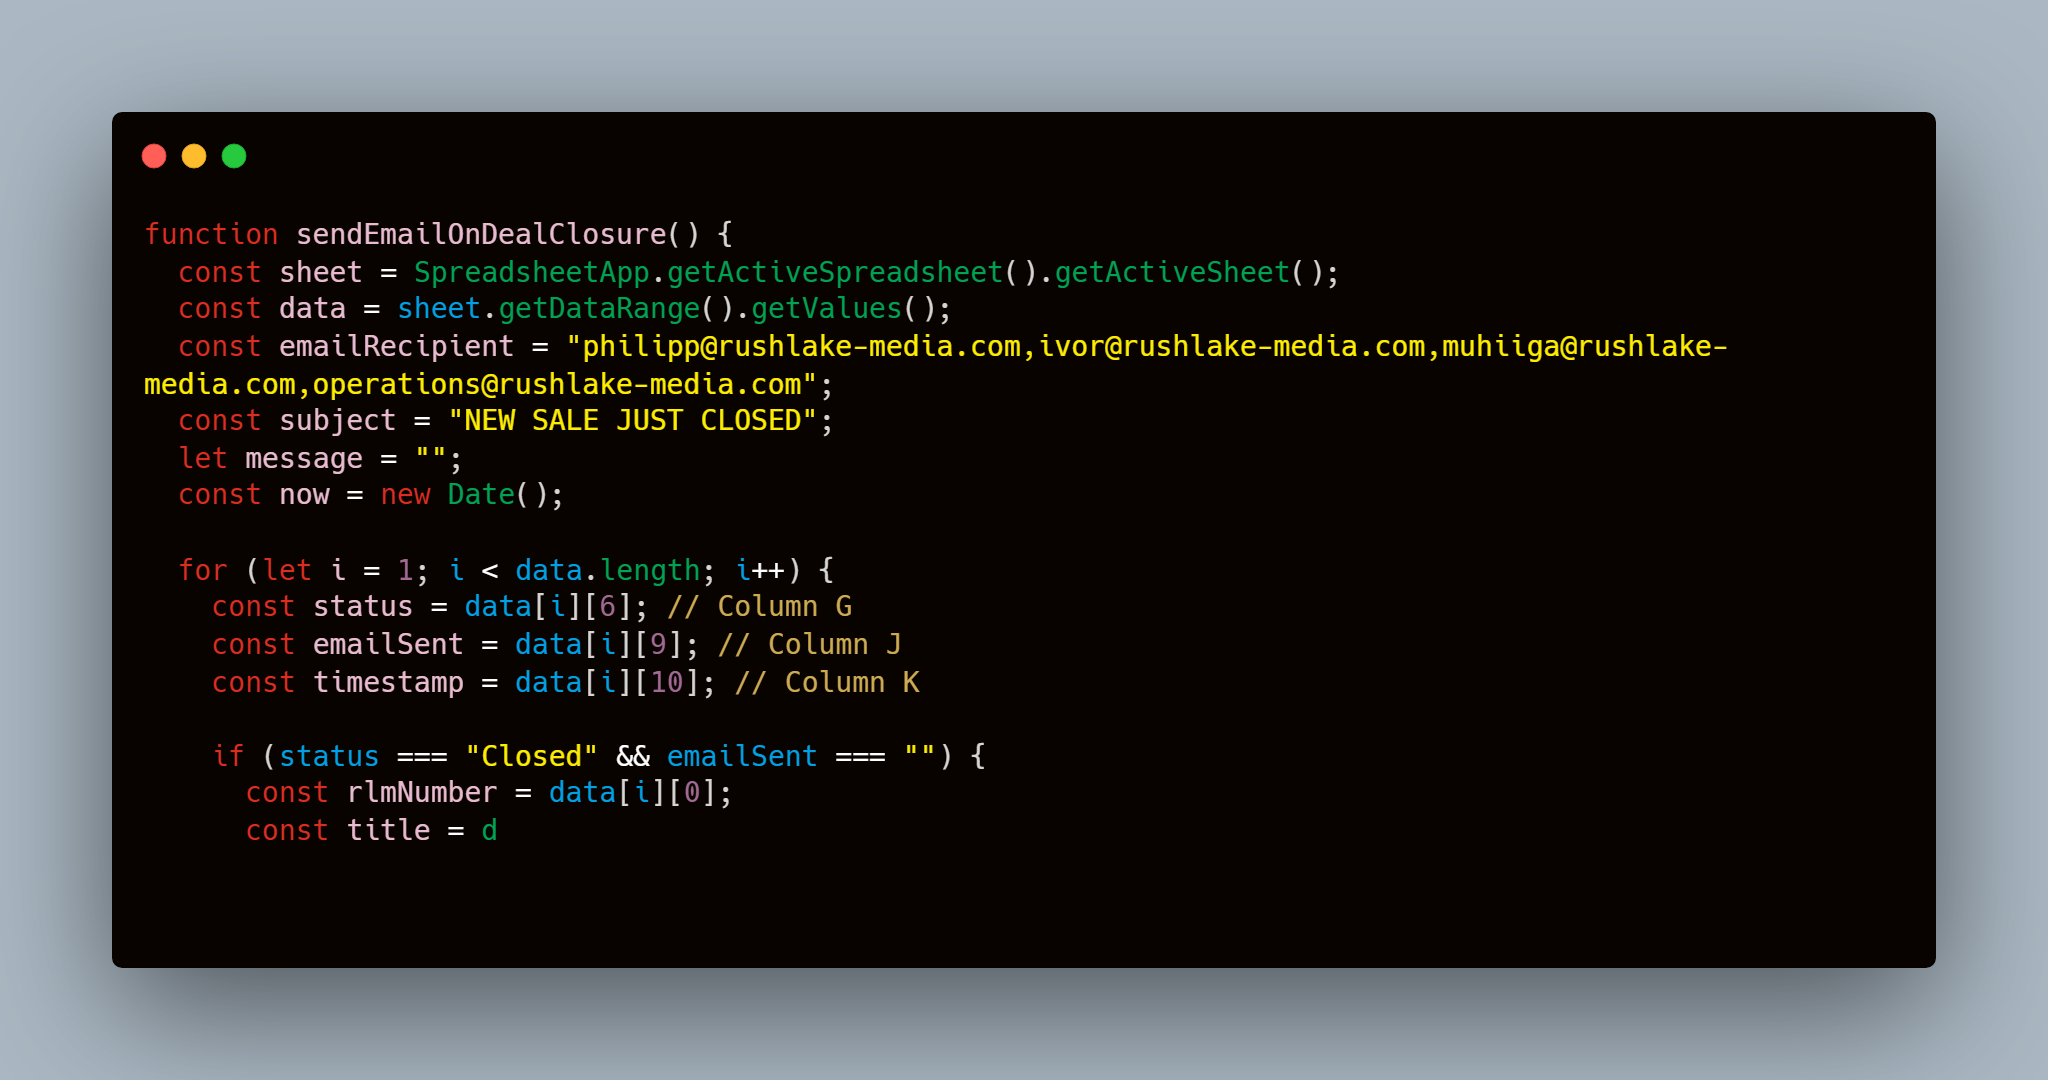 function sendEmailOnDealClosure() {
  const sheet = SpreadsheetApp.getActiveSpreadsheet().getActiveSheet();
  const data = sheet.getDataRange().getValues();
  const emailRecipient = "philipp@rushlake-media.com,ivor@rushlake-media.com,muhiiga@rushlake-
media.com,operations@rushlake-media.com";
  const subject = "NEW SALE JUST CLOSED";
  let message = "";
  const now = new Date();

  for (let i = 1; i < data.length; i++) {
    const status = data[i][6]; // Column G
    const emailSent = data[i][9]; // Column J
    const timestamp = data[i][10]; // Column K

    if (status === "Closed" && emailSent === "") {
      const rlmNumber = data[i][0];
      const title = d